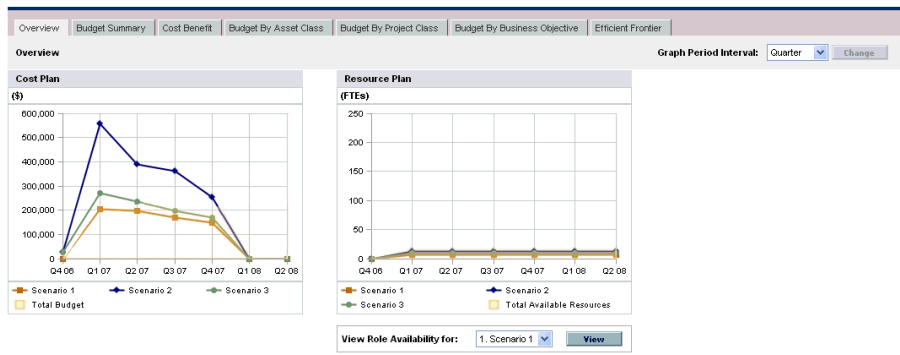 Overview Budget Summary Cost Benefit Budget By Asset Class Budget By Project Class Budget By Business Objective Efficient Frontier
Overview Graph Period Interval: Quarter Change
Cost Plan
($)
600,000
500,000
400,000
300,000
200,000
100,000
0
Q4 06 Q1 07 Q2 07 Q3 07 Q4 07 Q1 08 Q2 08
Scenario 1 Scenario 2 Scenario 3
Total Budget
Resource Plan
(FTEs)
250
200
150
100
50
0
Q4 06 Q1 07 Q2 07 Q3 07 Q4 07 Q1 08 Q2 08
Scenario 1 Scenario 2
Scenario 3 Total Available Resources
View Role Availability for: 1. Scenario 1 View